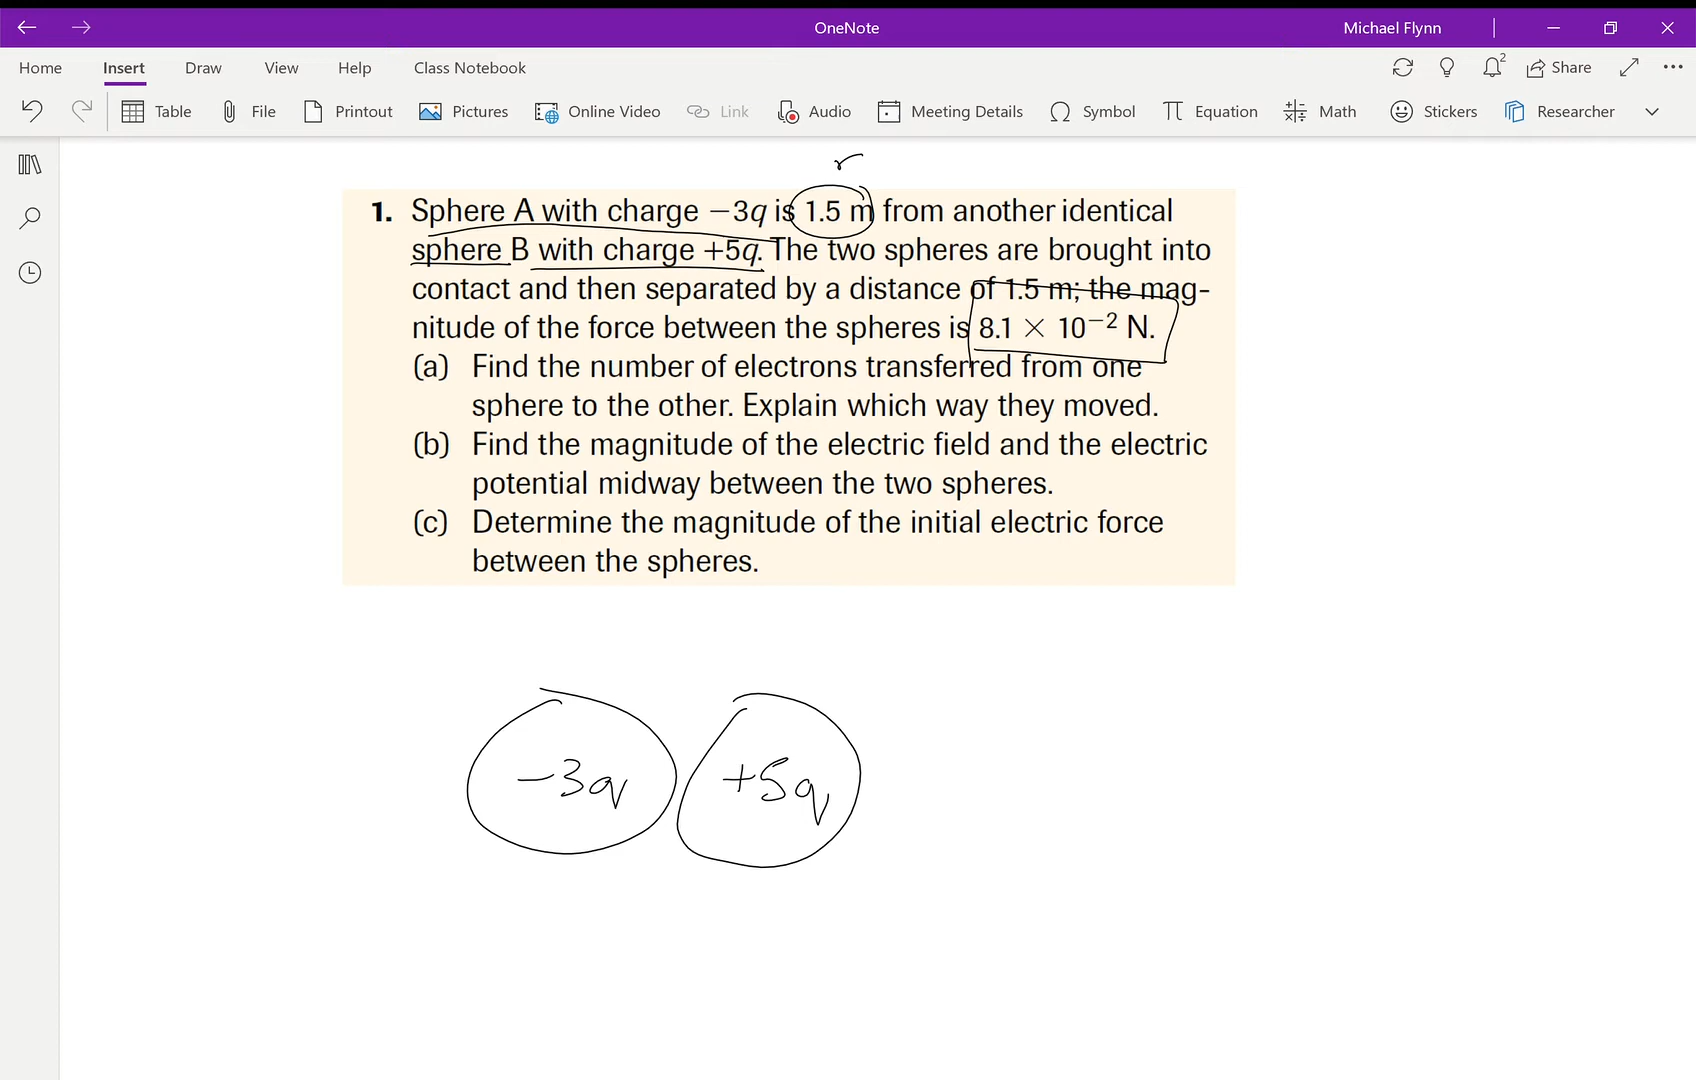 OneNote
Michael Flynn
Home Insert Draw View Help Class Notebook
2 Share
Table File Printout Pictures Online Video Link Audio Meeting Details Symbol Equation Math Stickers Researcher
r
1. Sphere A with charge −3q is 1.5 m from another identical
sphere B with charge +5q. The two spheres are brought into
contact and then separated by a distance of 1.5 m; the mag-
nitude of the force between the spheres is 8.1 × 10⁻² N.
(a) Find the number of electrons transferred from one
sphere to the other. Explain which way they moved.
(b) Find the magnitude of the electric field and the electric
potential midway between the two spheres.
(c) Determine the magnitude of the initial electric force
between the spheres.
-3q +5q